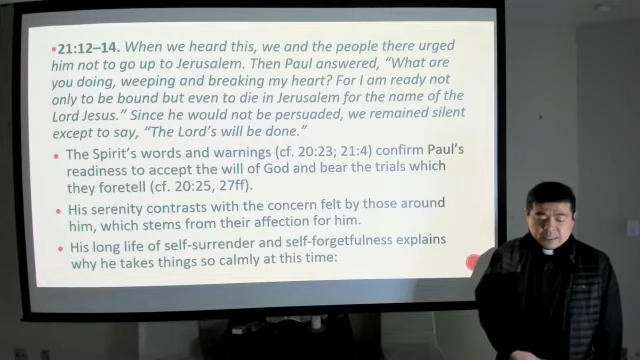 ▪21:12–14. When we heard this, we and the people there urged
him not to go up to Jerusalem. Then Paul answered, “What are
you doing, weeping and breaking my heart? For I am ready not
only to be bound but even to die in Jerusalem for the name of the
Lord Jesus.” Since he would not be persuaded, we remained silent
except to say, “The Lord’s will be done.”
• The Spirit’s words and warnings (cf. 20:23; 21:4) confirm Paul’s
readiness to accept the will of God and bear the trials which
they foretell (cf. 20:25, 27ff).
• His serenity contrasts with the concern felt by those around
him, which stems from their affection for him.
• His long life of self-surrender and self-forgetfulness explains
why he takes things so calmly at this time: